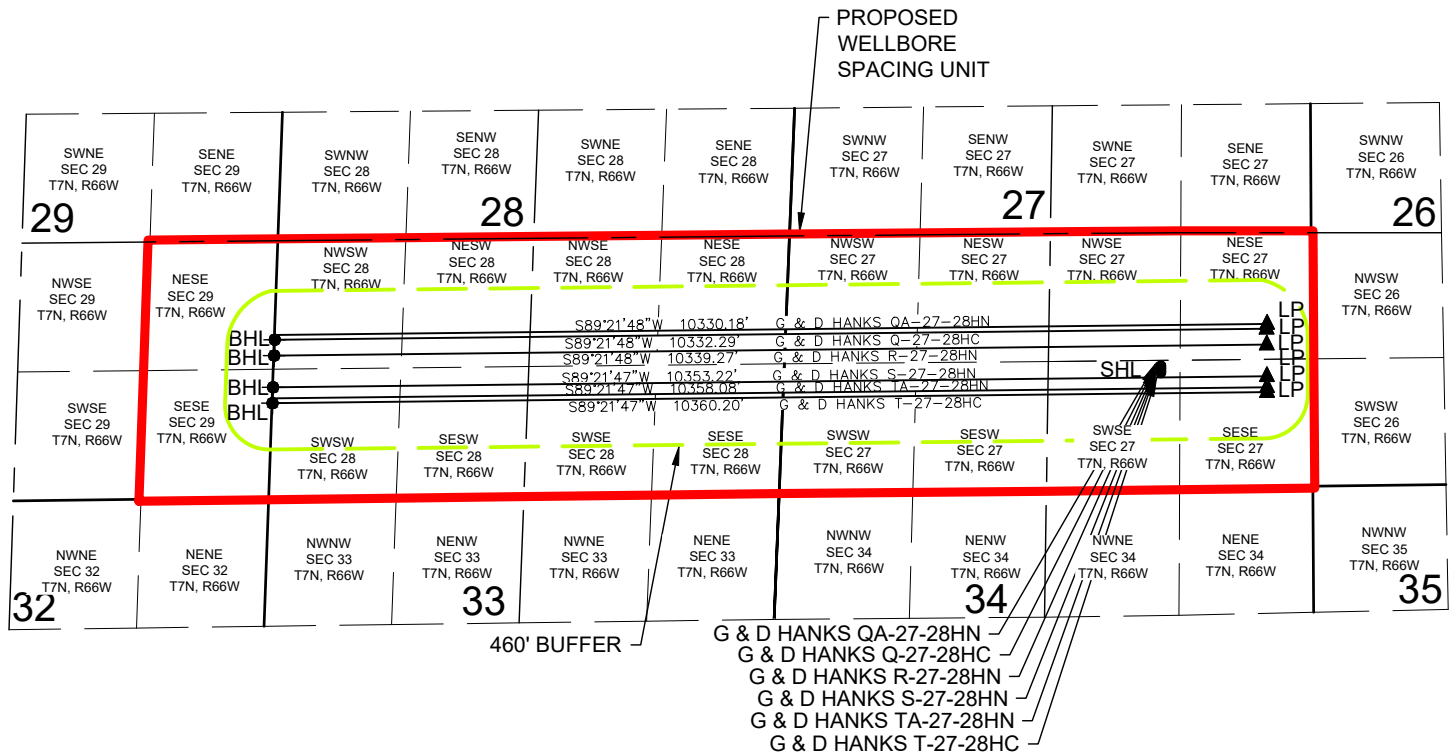 PROPOSED
WELLBORE
SPACING UNIT
SWNE
SEC 29
T7N, R66W
SENE
SEC 29
T7N, R66W
SWNW
SEC 28
T7N, R66W
SENW
SEC 28
T7N, R66W
SWNE
SEC 28
T7N, R66W
SENE
SEC 28
T7N, R66W
SWNW
SEC 27
T7N, R66W
SENW
SEC 27
T7N, R66W
SWNE
SEC 27
T7N, R66W
SENE
SEC 27
T7N, R66W
SWNW
SEC 26
T7N, R66W
29
28
27
26
NWSE
SEC 29
T7N, R66W
NESE
SEC 29
T7N, R66W
NWSW
SEC 28
T7N, R66W
NESW
SEC 28
T7N, R66W
NWSE
SEC 28
T7N, R66W
NESE
SEC 28
T7N, R66W
NWSW
SEC 27
T7N, R66W
NESW
SEC 27
T7N, R66W
NWSE
SEC 27
T7N, R66W
NESE
SEC 27
T7N, R66W
NWSW
SEC 26
T7N, R66W
BHL
BHL
BHL
BHL
S89°21'48"W 10330.18' G & D HANKS QA-27-28HN
S89°21'48"W 10332.29' G & D HANKS Q-27-28HC
S89°21'48"W 10339.27' G & D HANKS R-27-28HN
S89°21'47"W 10353.22' G & D HANKS S-27-28HN
S89°21'47"W 10358.08' G & D HANKS TA-27-28HN
S89°21'47"W 10360.20' G & D HANKS T-27-28HC
SHL
LP
LP
LP
LP
LP
LP
SWSE
SEC 29
T7N, R66W
SESE
SEC 29
T7N, R66W
SWSW
SEC 28
T7N, R66W
SESW
SEC 28
T7N, R66W
SWSE
SEC 28
T7N, R66W
SESE
SEC 28
T7N, R66W
SWSW
SEC 27
T7N, R66W
SESW
SEC 27
T7N, R66W
SWSE
SEC 27
T7N, R66W
SESE
SEC 27
T7N, R66W
SWSW
SEC 26
T7N, R66W
NWNE
SEC 32
T7N, R66W
NENE
SEC 32
T7N, R66W
NWNW
SEC 33
T7N, R66W
NENW
SEC 33
T7N, R66W
NWNE
SEC 33
T7N, R66W
NENE
SEC 33
T7N, R66W
NWNW
SEC 34
T7N, R66W
NENW
SEC 34
T7N, R66W
NWNE
SEC 34
T7N, R66W
NENE
SEC 34
T7N, R66W
NWNW
SEC 35
T7N, R66W
32
33
34
35
460' BUFFER
G & D HANKS QA-27-28HN
G & D HANKS Q-27-28HC
G & D HANKS R-27-28HN
G & D HANKS S-27-28HN
G & D HANKS TA-27-28HN
G & D HANKS T-27-28HC